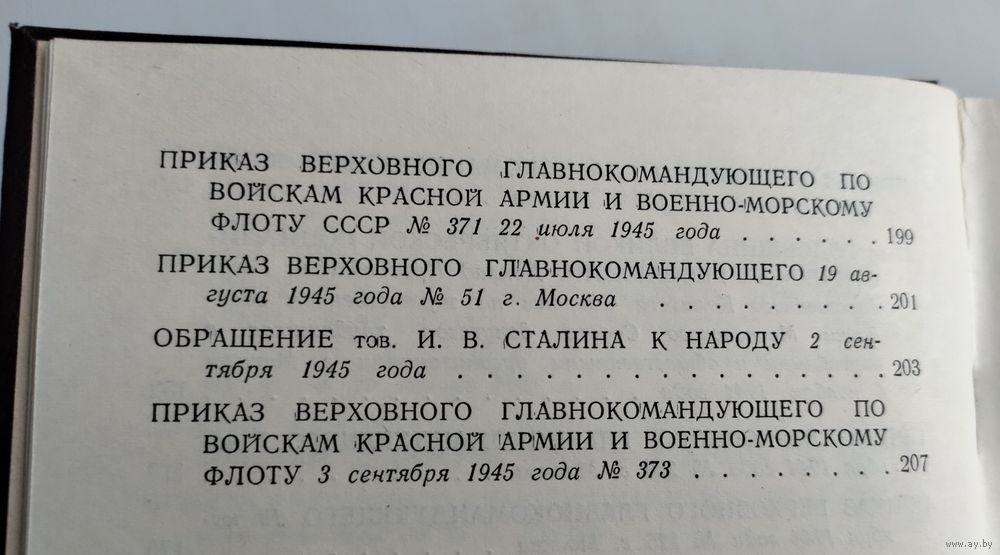 ПРИКАЗ ВЕРХОВНОГО ГЛАВНОКОМАНДУЮЩЕГО ПО
ВОЙСКАМ КРАСНОЙ АРМИИ И ВОЕННО-МОРСКОМУ
ФЛОТУ СССР № 371 22 июля 1945 года . . . . . . 199
ПРИКАЗ ВЕРХОВНОГО ГЛАВНОКОМАНДУЮЩЕГО 19 ав-
густа 1945 года № 51 г. Москва . . . . . . . . . 201
ОБРАЩЕНИЕ тов. И. В. СТАЛИНА К НАРОДУ 2 сен-
тября 1945 года . . . . . . . . . . . . . . . . . 203
ПРИКАЗ ВЕРХОВНОГО ГЛАВНОКОМАНДУЮЩЕГО ПО
ВОЙСКАМ КРАСНОЙ АРМИИ И ВОЕННО-МОРСКОМУ
ФЛОТУ 3 сентября 1945 года № 373 . . . . . . . 207
www.ay.by